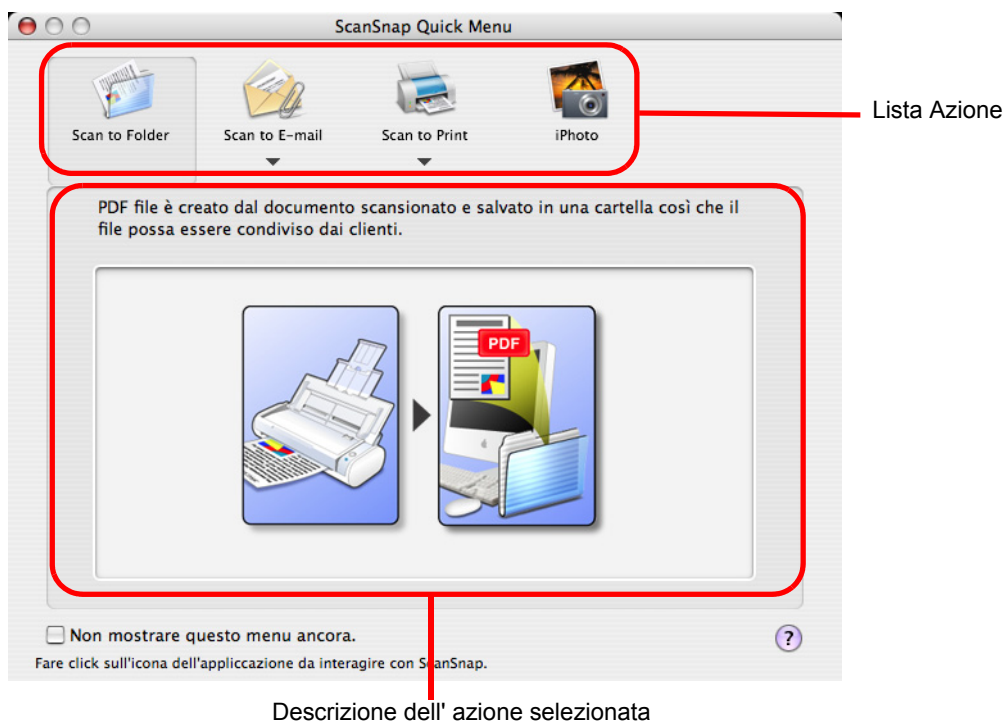 ScanSnap Quick Menu
Scan to Folder
Scan to E-mail
Scan to Print
iPhoto
Lista Azione
PDF file è creato dal documento scansionato e salvato in una cartella così che il
file possa essere condiviso dai clienti.
PDF
Non mostrare questo menu ancora.
?
Fare click sull'icona dell'appliccazione da interagire con ScanSnap.
Descrizione dell' azione selezionata